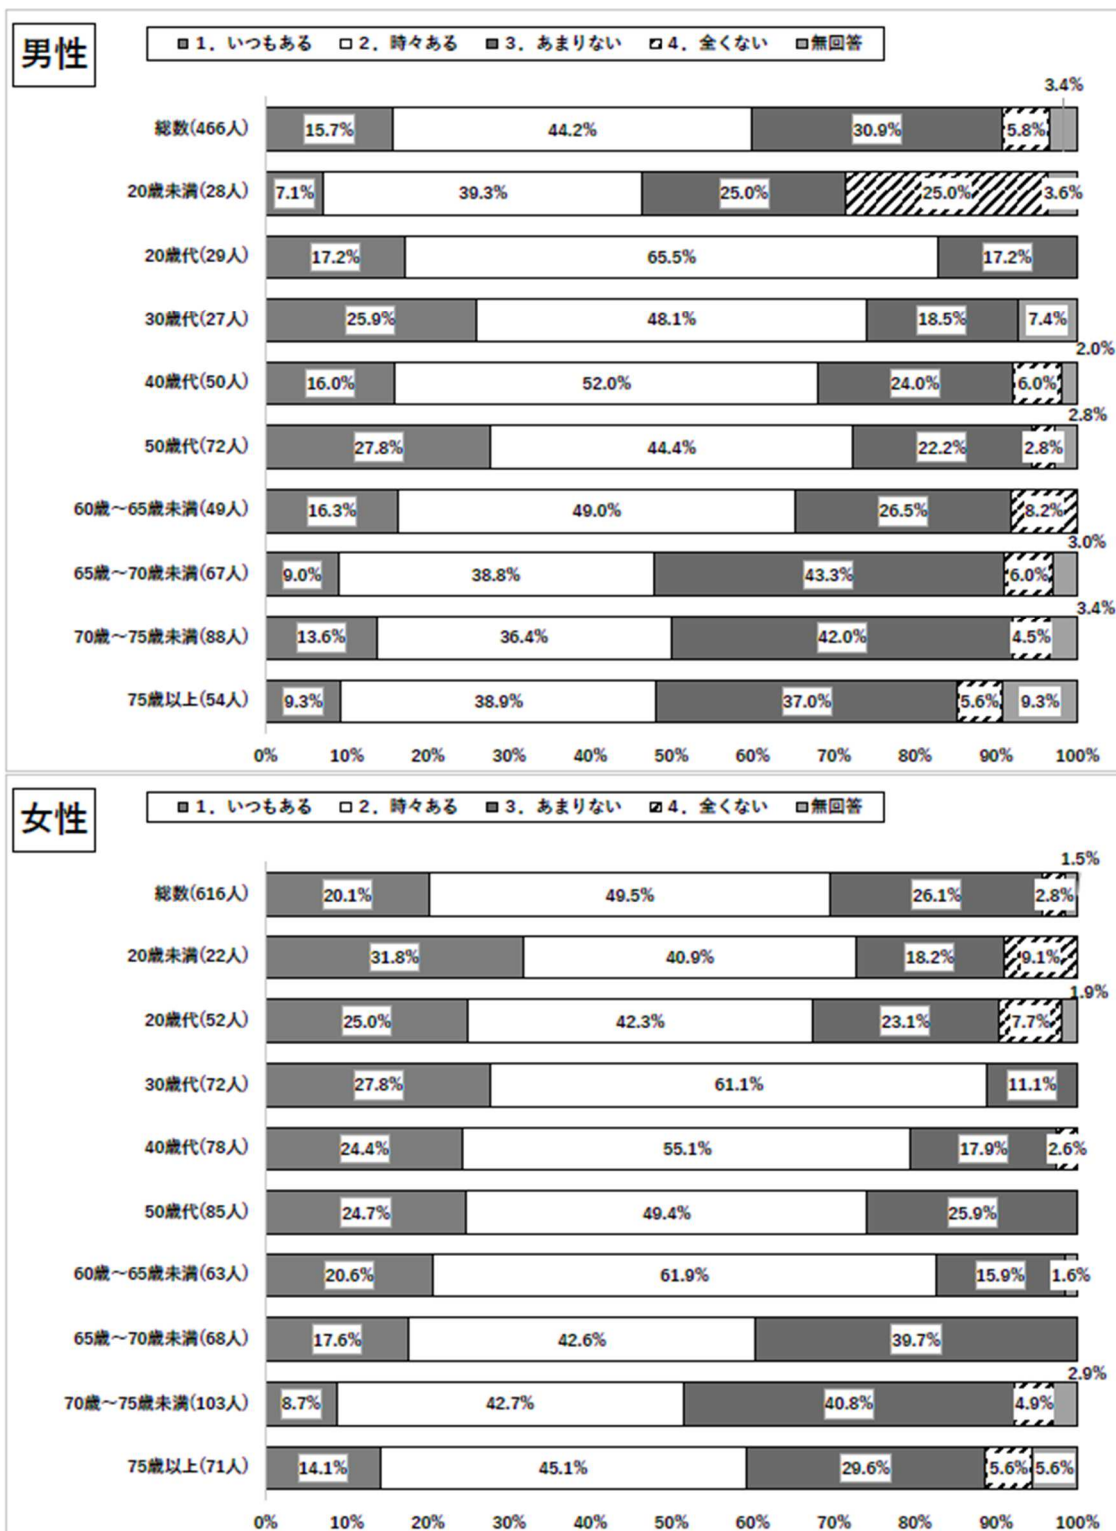 男性
1．いつもある 2．時々ある 3．あまりない 4．全くない 無回答
3.4%
総数(466人) 15.7% 44.2% 30.9% 5.8%
20歳未満(28人) 7.1% 39.3% 25.0% 25.0% 3.6%
20歳代(29人) 17.2% 65.5% 17.2%
30歳代(27人) 25.9% 48.1% 18.5% 7.4%
2.0%
40歳代(50人) 16.0% 52.0% 24.0% 6.0%
2.8%
50歳代(72人) 27.8% 44.4% 22.2% 2.8%
60歳～65歳未満(49人) 16.3% 49.0% 26.5% 8.2%
3.0%
65歳～70歳未満(67人) 9.0% 38.8% 43.3% 6.0%
3.4%
70歳～75歳未満(88人) 13.6% 36.4% 42.0% 4.5%
75歳以上(54人) 9.3% 38.9% 37.0% 5.6% 9.3%
0% 10% 20% 30% 40% 50% 60% 70% 80% 90% 100%
女性
1．いつもある 2．時々ある 3．あまりない 4．全くない 無回答
1.5%
総数(616人) 20.1% 49.5% 26.1% 2.8%
20歳未満(22人) 31.8% 40.9% 18.2% 9.1%
1.9%
20歳代(52人) 25.0% 42.3% 23.1% 7.7%
30歳代(72人) 27.8% 61.1% 11.1%
40歳代(78人) 24.4% 55.1% 17.9% 2.6%
50歳代(85人) 24.7% 49.4% 25.9%
60歳～65歳未満(63人) 20.6% 61.9% 15.9% 1.6%
65歳～70歳未満(68人) 17.6% 42.6% 39.7%
2.9%
70歳～75歳未満(103人) 8.7% 42.7% 40.8% 4.9%
75歳以上(71人) 14.1% 45.1% 29.6% 5.6% 5.6%
0% 10% 20% 30% 40% 50% 60% 70% 80% 90% 100%